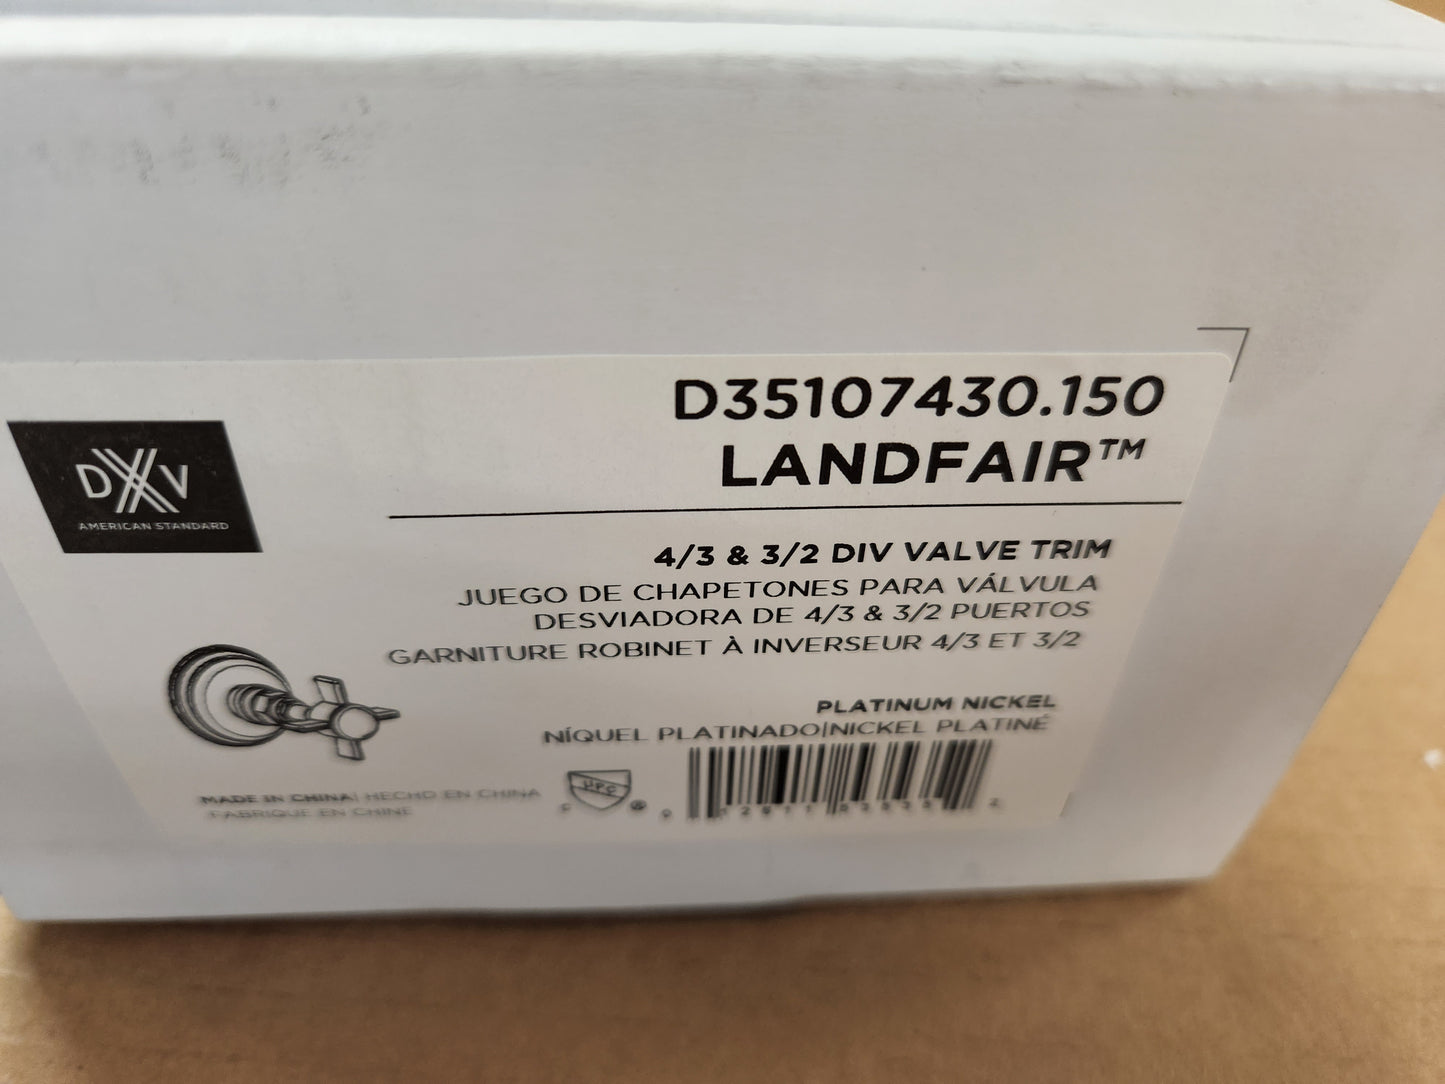 D35107430.150
LANDFAIR™
DXV
AMERICAN STANDARD
4/3 & 3/2 DIV VALVE TRIM
JUEGO DE CHAPETONES PARA VÁLVULA
DESVIADORA DE 4/3 & 3/2 PUERTOS
GARNITURE ROBINET À INVERSEUR 4/3 ET 3/2
PLATINUM NICKEL
NÍQUEL PLATINADO|NICKEL PLATINÉ
MADE IN CHINA| HECHO EN CHINA
FABRIQUE EN CHINE
UPC